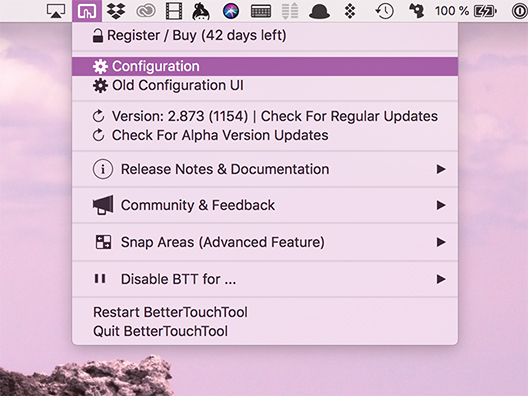 100 %
Register / Buy (42 days left)
Configuration
Old Configuration UI
Version: 2.873 (1154) | Check For Regular Updates
Check For Alpha Version Updates
Release Notes & Documentation
Community & Feedback
Snap Areas (Advanced Feature)
Disable BTT for ...
Restart BetterTouchTool
Quit BetterTouchTool